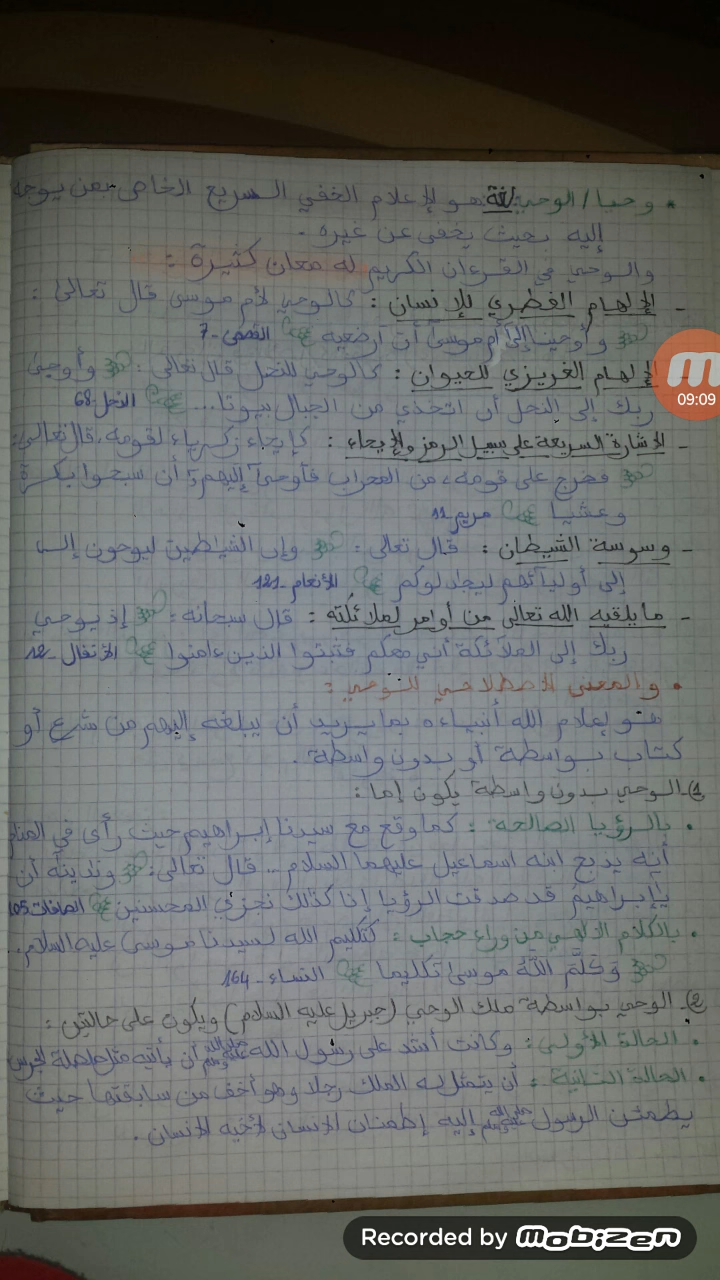 • وحيا / الوحي لغة هو الإعلام الخفي السريع الخاص بمن يوجه
إليه بحيث يخفى عن غيره.
والوحي في القرءان الكريم له معان كثيرة :
- الإلهام الفطري للإنسان : كالوحي لأم موسى قال تعالى :
وأوحينا إلى أم موسى أن أرضعيه القصص-7
الإلهام الغريزي للحيوان : كالوحي للنحل قال تعالى : وأوحى
ربك إلى النحل أن اتخذي من الجبال بيوتا... النحل 68
09:09
- الإشارة السريعة على سبيل الرمز والإيحاء : كإيحاء زكرياء لقومه، قال تعالى:
فخرج على قومه، من المحراب فأوحى إليهم أن سبحوا بكرة
وعشيا مريم 11
- وسوسة الشيطان : قال تعالى : وإن الشياطين ليوحون إلى
إلى أوليائهم ليجادلوكم الأنعام-121
- ما يلقيه الله تعالى من أوامر لملائكته : قال سبحانه : إذ يوحي
ربك إلى الملائكة أني معكم فثبتوا الذين ءامنوا الأنفال-12
• والمعنى الاصطلاحي للوحي :
هو إعلام الله أنبياءه بما يريد أن يبلغه إليهم من شرع أو
كتاب بواسطة أو بدون واسطة.
1- الوحي بدون واسطة يكون إما :
• بالرؤيا الصالحة : كما وقع مع سيدنا إبراهيم حيث رأى في المنام
أنه يذبح ابنه اسماعيل عليهما السلام... قال تعالى : وندينه أن
يإبراهيم قد صدقت الرؤيا إنا كذلك نجزي المحسنين الصافات 105
• بالكلام الإلهي من وراء حجاب : كتكليم الله لسيدنا موسى عليه السلام.
وكلم الله موسى تكليما النساء-164
2- الوحي بواسطة ملك الوحي (جبريل عليه السلام) ويكون على حالتين :
• الحالة الأولى : وكانت أشد على رسول الله ﷺ أن يأتيه مثل صلصلة الجرس
• الحالة الثانية : أن يتمثل له الملك رجلا وهو أخف من سابقتها حيث
يطمئن الرسول ﷺ إليه إطمئنان الإنسان لأخيه الإنسان.
Recorded by mobizen